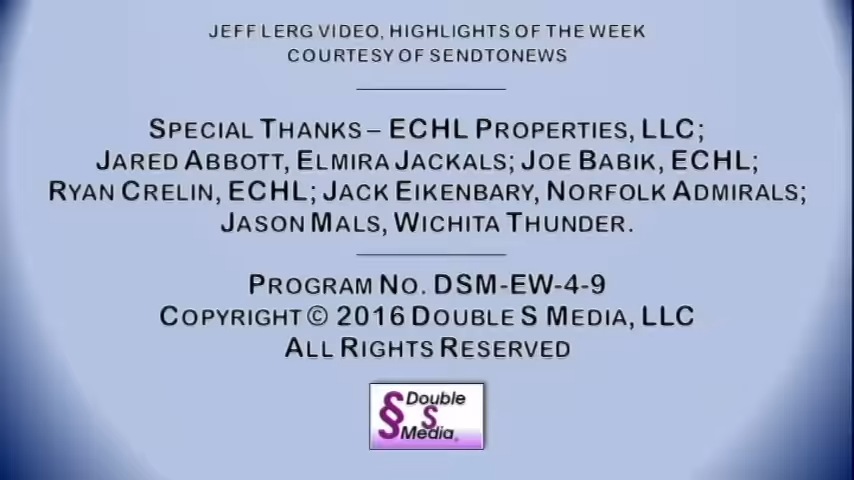 JEFF LERG VIDEO, HIGHLIGHTS OF THE WEEK
COURTESY OF SENDTONEWS
SPECIAL THANKS – ECHL PROPERTIES, LLC;
JARED ABBOTT, ELMIRA JACKALS; JOE BABIK, ECHL;
RYAN CRELIN, ECHL; JACK EIKENBARY, NORFOLK ADMIRALS;
JASON MALS, WICHITA THUNDER.
PROGRAM NO. DSM-EW-4-9
COPYRIGHT © 2016 DOUBLE S MEDIA, LLC
ALL RIGHTS RESERVED
§ Double
S
Media